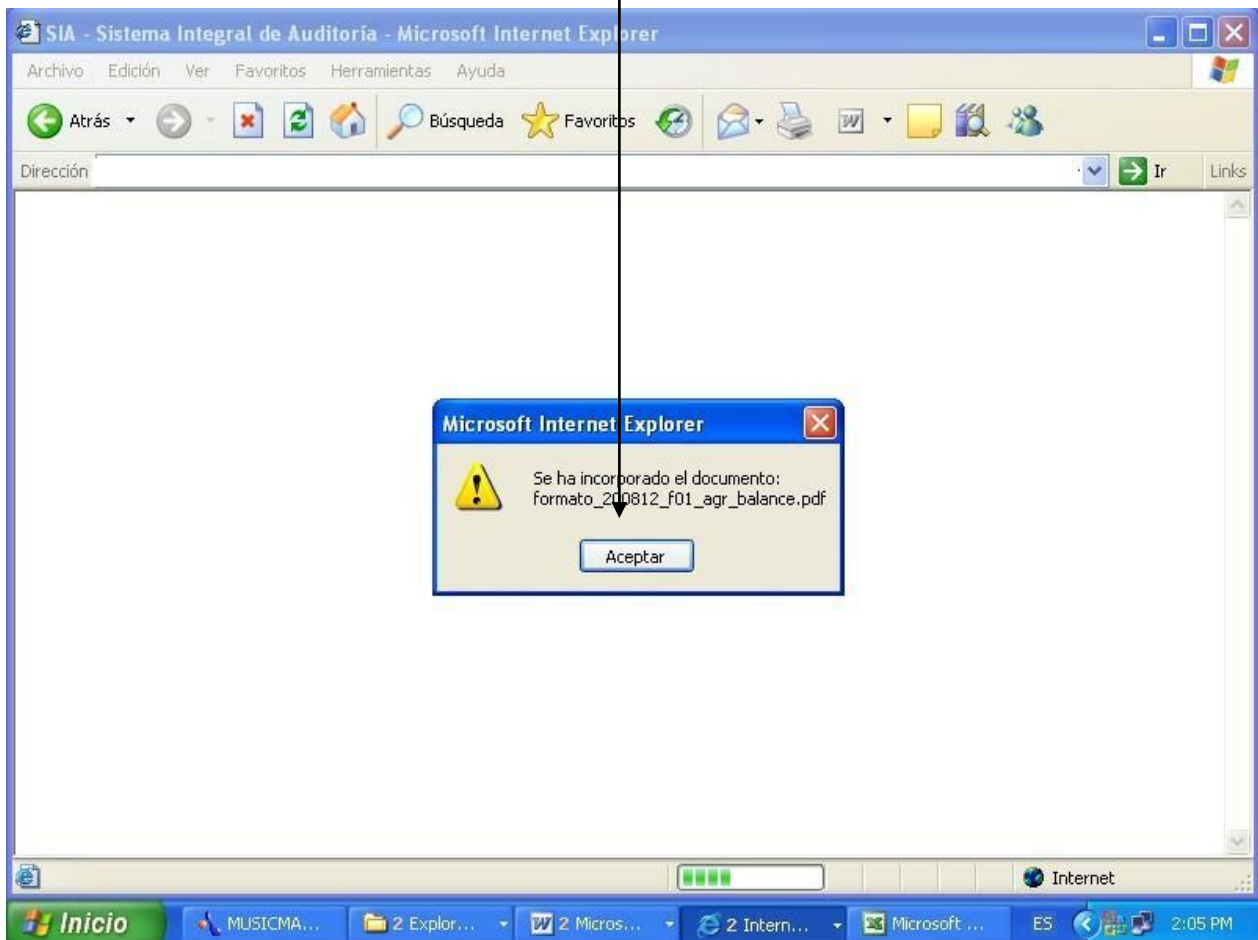 SIA - Sistema Integral de Auditoría - Microsoft Internet Explorer
Archivo Edición Ver Favoritos Herramientas Ayuda
Atrás Búsqueda Favoritos
Dirección Ir Links
Microsoft Internet Explorer
Se ha incorporado el documento:
formato_200812_f01_agr_balance.pdf
Aceptar
Internet
Inicio MUSICMA... 2 Explor... 2 Micros... 2 Intern... Microsoft ... ES 2:05 PM